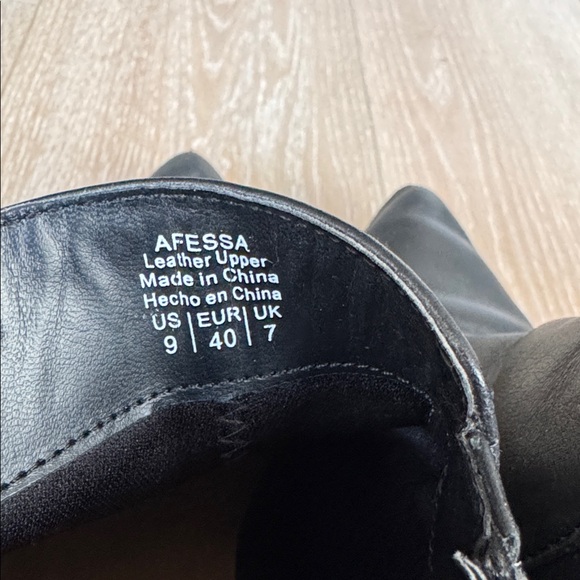 AFESSA
Leather Upper
Made in China
Hecho en China
US | EUR | UK
9 | 40 | 7